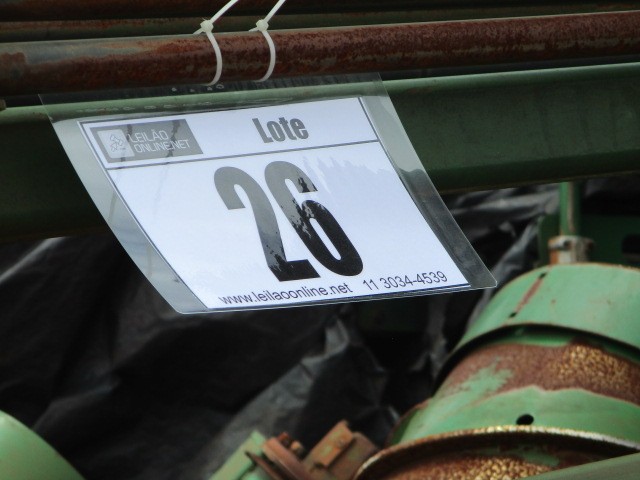 LEILÃO
ONLINE.NET
Lote
26
www.leilaoonline.net 11 3034-4539